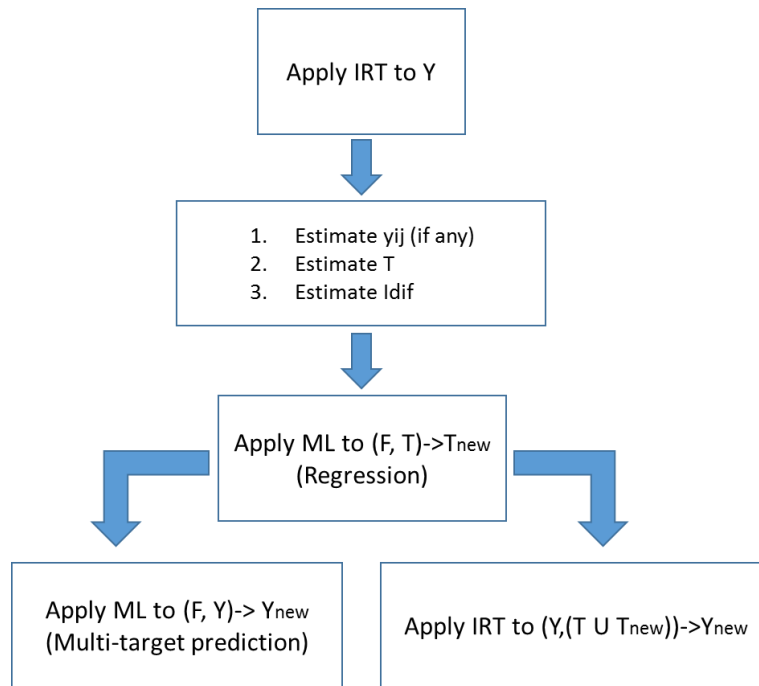 Apply IRT to Y
1. Estimate yij (if any)
2. Estimate T
3. Estimate Idif
Apply ML to (F, T)->Tnew
(Regression)
Apply ML to (F, Y)-> Ynew
(Multi-target prediction)
Apply IRT to (Y,(T U Tnew))->Ynew